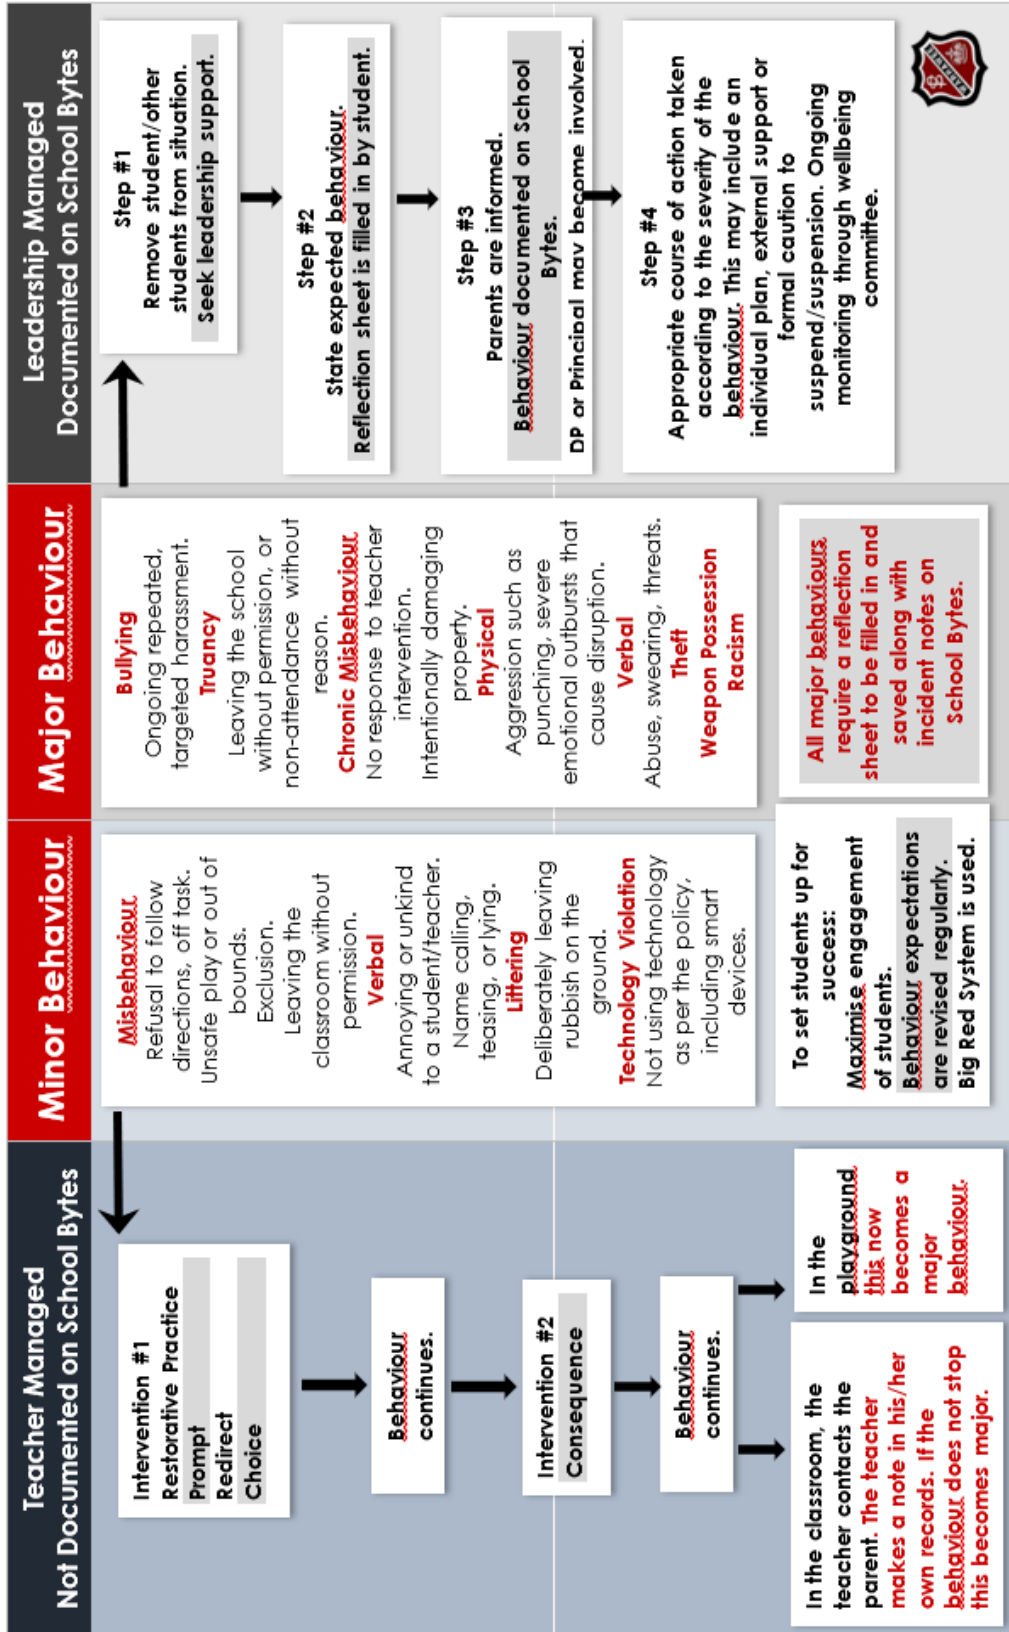 Teacher Managed
Not Documented on School Bytes
Intervention #1
Restorative Practice
Prompt
Redirect
Choice
Behaviour
continues.
Intervention #2
Consequence
Behaviour
continues.
In the classroom, the
teacher contacts the
parent. The teacher
makes a note in his/her
own records. If the
behaviour does not stop
this becomes major.
In the
playground
this now
becomes a
major
behaviour.
Minor Behaviour
Misbehaviour
Refusal to follow
directions, off task.
Unsafe play or out of
bounds.
Exclusion.
Leaving the
classroom without
permission.
Verbal
Annoying or unkind
to a student/teacher.
Name calling,
teasing, or lying.
Littering
Deliberately leaving
rubbish on the
ground.
Technology Violation
Not using technology
as per the policy,
including smart
devices.
To set students up for
success:
Maximise engagement
of students.
Behaviour expectations
are revised regularly.
Big Red System is used.
Major Behaviour
Bullying
Ongoing repeated,
targeted harassment.
Truancy
Leaving the school
without permission, or
non-attendance without
reason.
Chronic Misbehaviour
No response to teacher
intervention.
Intentionally damaging
property.
Physical
Aggression such as
punching, severe
emotional outbursts that
cause disruption.
Verbal
Abuse, swearing, threats.
Theft
Weapon Possession
Racism
All major behaviours
require a reflection
sheet to be filled in and
saved along with
incident notes on
School Bytes.
Leadership Managed
Documented on School Bytes
Step #1
Remove student/other
students from situation.
Seek leadership support.
Step #2
State expected behaviour.
Reflection sheet is filled in by student.
Step #3
Parents are informed.
Behaviour documented on School
Bytes.
DP or Principal may become involved.
Step #4
Appropriate course of action taken
according to the severity of the
behaviour. This may include an
individual plan, external support or
formal caution to
suspend/suspension. Ongoing
monitoring through wellbeing
committee.